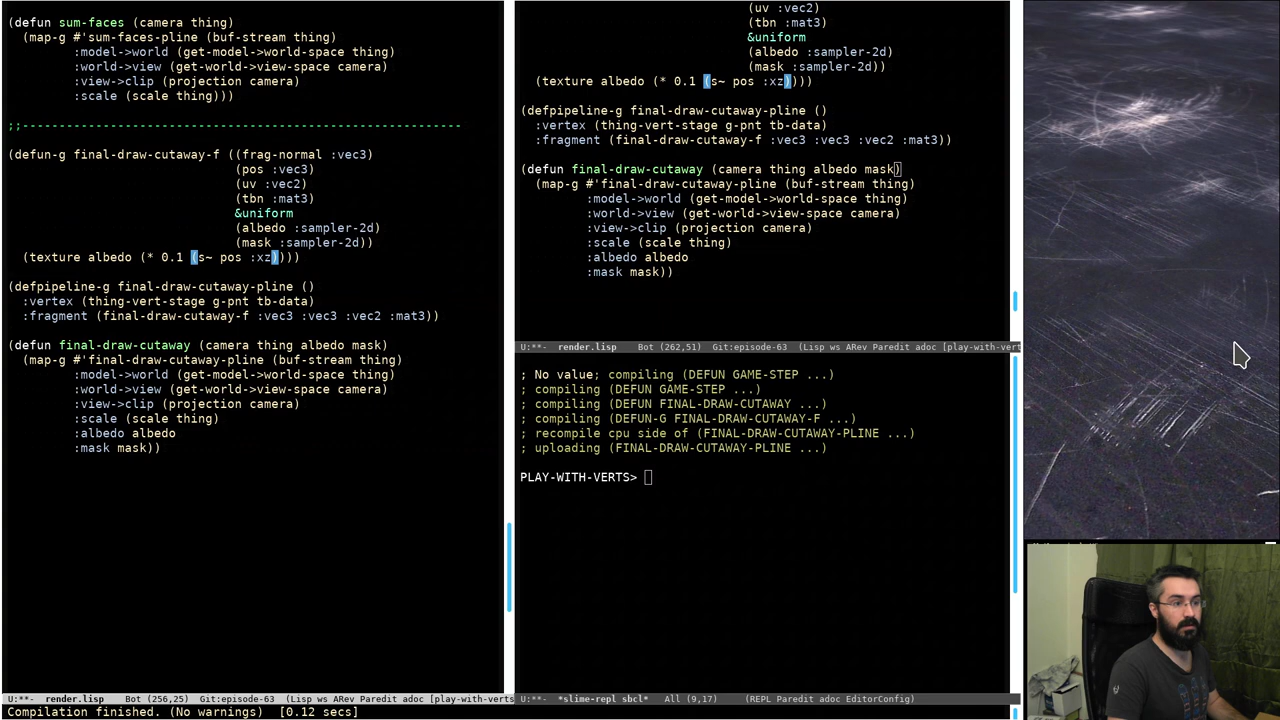 (defun sum-faces (camera thing)
  (map-g #'sum-faces-pline (buf-stream thing)
         :model->world (get-model->world-space thing)
         :world->view (get-world->view-space camera)
         :view->clip (projection camera)
         :scale (scale thing)))
;;------------------------------------------------------------
(defun-g final-draw-cutaway-f ((frag-normal :vec3)
                               (pos :vec3)
                               (uv :vec2)
                               (tbn :mat3)
                               &uniform
                               (albedo :sampler-2d)
                               (mask :sampler-2d))
  (texture albedo (* 0.1 (s~ pos :xz))))
(defpipeline-g final-draw-cutaway-pline ()
  :vertex (thing-vert-stage g-pnt tb-data)
  :fragment (final-draw-cutaway-f :vec3 :vec3 :vec2 :mat3))
(defun final-draw-cutaway (camera thing albedo mask)
  (map-g #'final-draw-cutaway-pline (buf-stream thing)
         :model->world (get-model->world-space thing)
         :world->view (get-world->view-space camera)
         :view->clip (projection camera)
         :scale (scale thing)
         :albedo albedo
         :mask mask))
U:**-  render.lisp    Bot (256,25)  Git:episode-63  (Lisp ws ARev Paredit adoc [play-with-verts
Compilation finished. (No warnings)  [0.12 secs]
                               (uv :vec2)
                               (tbn :mat3)
                               &uniform
                               (albedo :sampler-2d)
                               (mask :sampler-2d))
  (texture albedo (* 0.1 (s~ pos :xz))))
(defpipeline-g final-draw-cutaway-pline ()
  :vertex (thing-vert-stage g-pnt tb-data)
  :fragment (final-draw-cutaway-f :vec3 :vec3 :vec2 :mat3))
(defun final-draw-cutaway (camera thing albedo mask)
  (map-g #'final-draw-cutaway-pline (buf-stream thing)
         :model->world (get-model->world-space thing)
         :world->view (get-world->view-space camera)
         :view->clip (projection camera)
         :scale (scale thing)
         :albedo albedo
         :mask mask))
U:**-  render.lisp    Bot (262,51)  Git:episode-63  (Lisp ws ARev Paredit adoc [play-with-vert
; No value; compiling (DEFUN GAME-STEP ...)
; compiling (DEFUN GAME-STEP ...)
; compiling (DEFUN FINAL-DRAW-CUTAWAY ...)
; compiling (DEFUN-G FINAL-DRAW-CUTAWAY-F ...)
; recompile cpu side of (FINAL-DRAW-CUTAWAY-PLINE ...)
; uploading (FINAL-DRAW-CUTAWAY-PLINE ...)
PLAY-WITH-VERTS>
U:**-  *slime-repl sbcl*   All (9,17)     (REPL Paredit adoc EditorConfig)